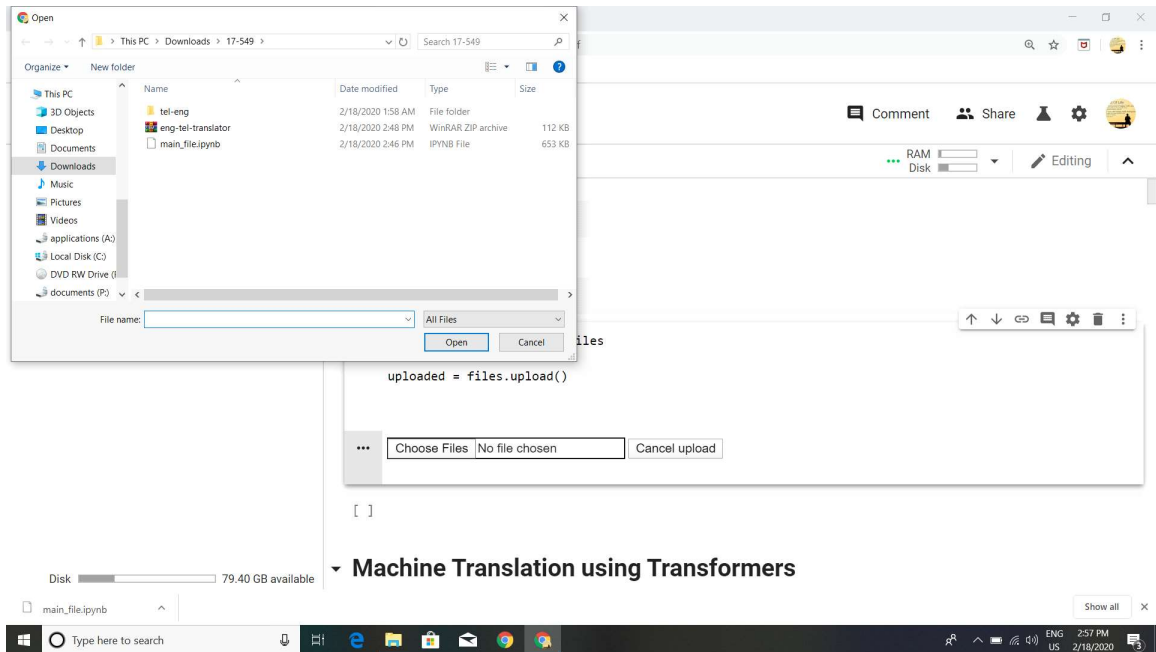 Open
This PC > Downloads > 17-549 >
Search 17-549
Organize
New folder
Name
Date modified
Type
Size
This PC
3D Objects
Desktop
Documents
Downloads
Music
Pictures
Videos
applications (A:)
Local Disk (C:)
DVD RW Drive (
documents (P:)
tel-eng
2/18/2020 1:58 AM
File folder
eng-tel-translator
2/18/2020 2:48 PM
WinRAR ZIP archive
112 KB
main_file.ipynb
2/18/2020 2:46 PM
IPYNB File
653 KB
File name:
All Files
Open
Cancel
f
Comment
Share
RAM
Disk
Editing
iles
uploaded = files.upload()
Choose Files No file chosen
Cancel upload
[ ]
Machine Translation using Transformers
Disk
79.40 GB available
main_file.ipynb
Show all
Type here to search
ENG
US
2:57 PM
2/18/2020
3